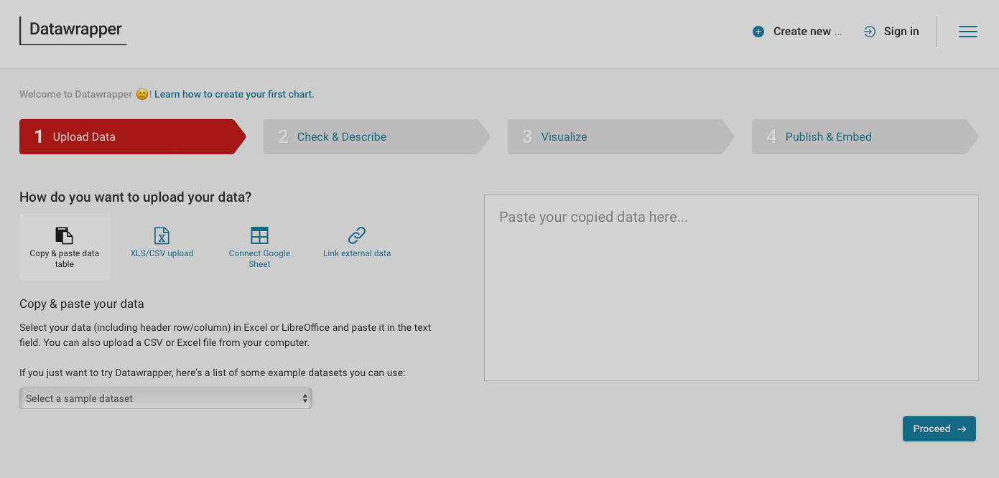 Datawrapper
Create new ...
Sign in
Welcome to Datawrapper 🙂! Learn how to create your first chart.
1 Upload Data
2 Check & Describe
3 Visualize
4 Publish & Embed
How do you want to upload your data?
Copy & paste data
table
XLS/CSV upload
Connect Google
Sheet
Link external data
Copy & paste your data
Select your data (including header row/column) in Excel or LibreOffice and paste it in the text
field. You can also upload a CSV or Excel file from your computer.
If you just want to try Datawrapper, here’s a list of some example datasets you can use:
Select a sample dataset
Paste your copied data here...
Proceed →